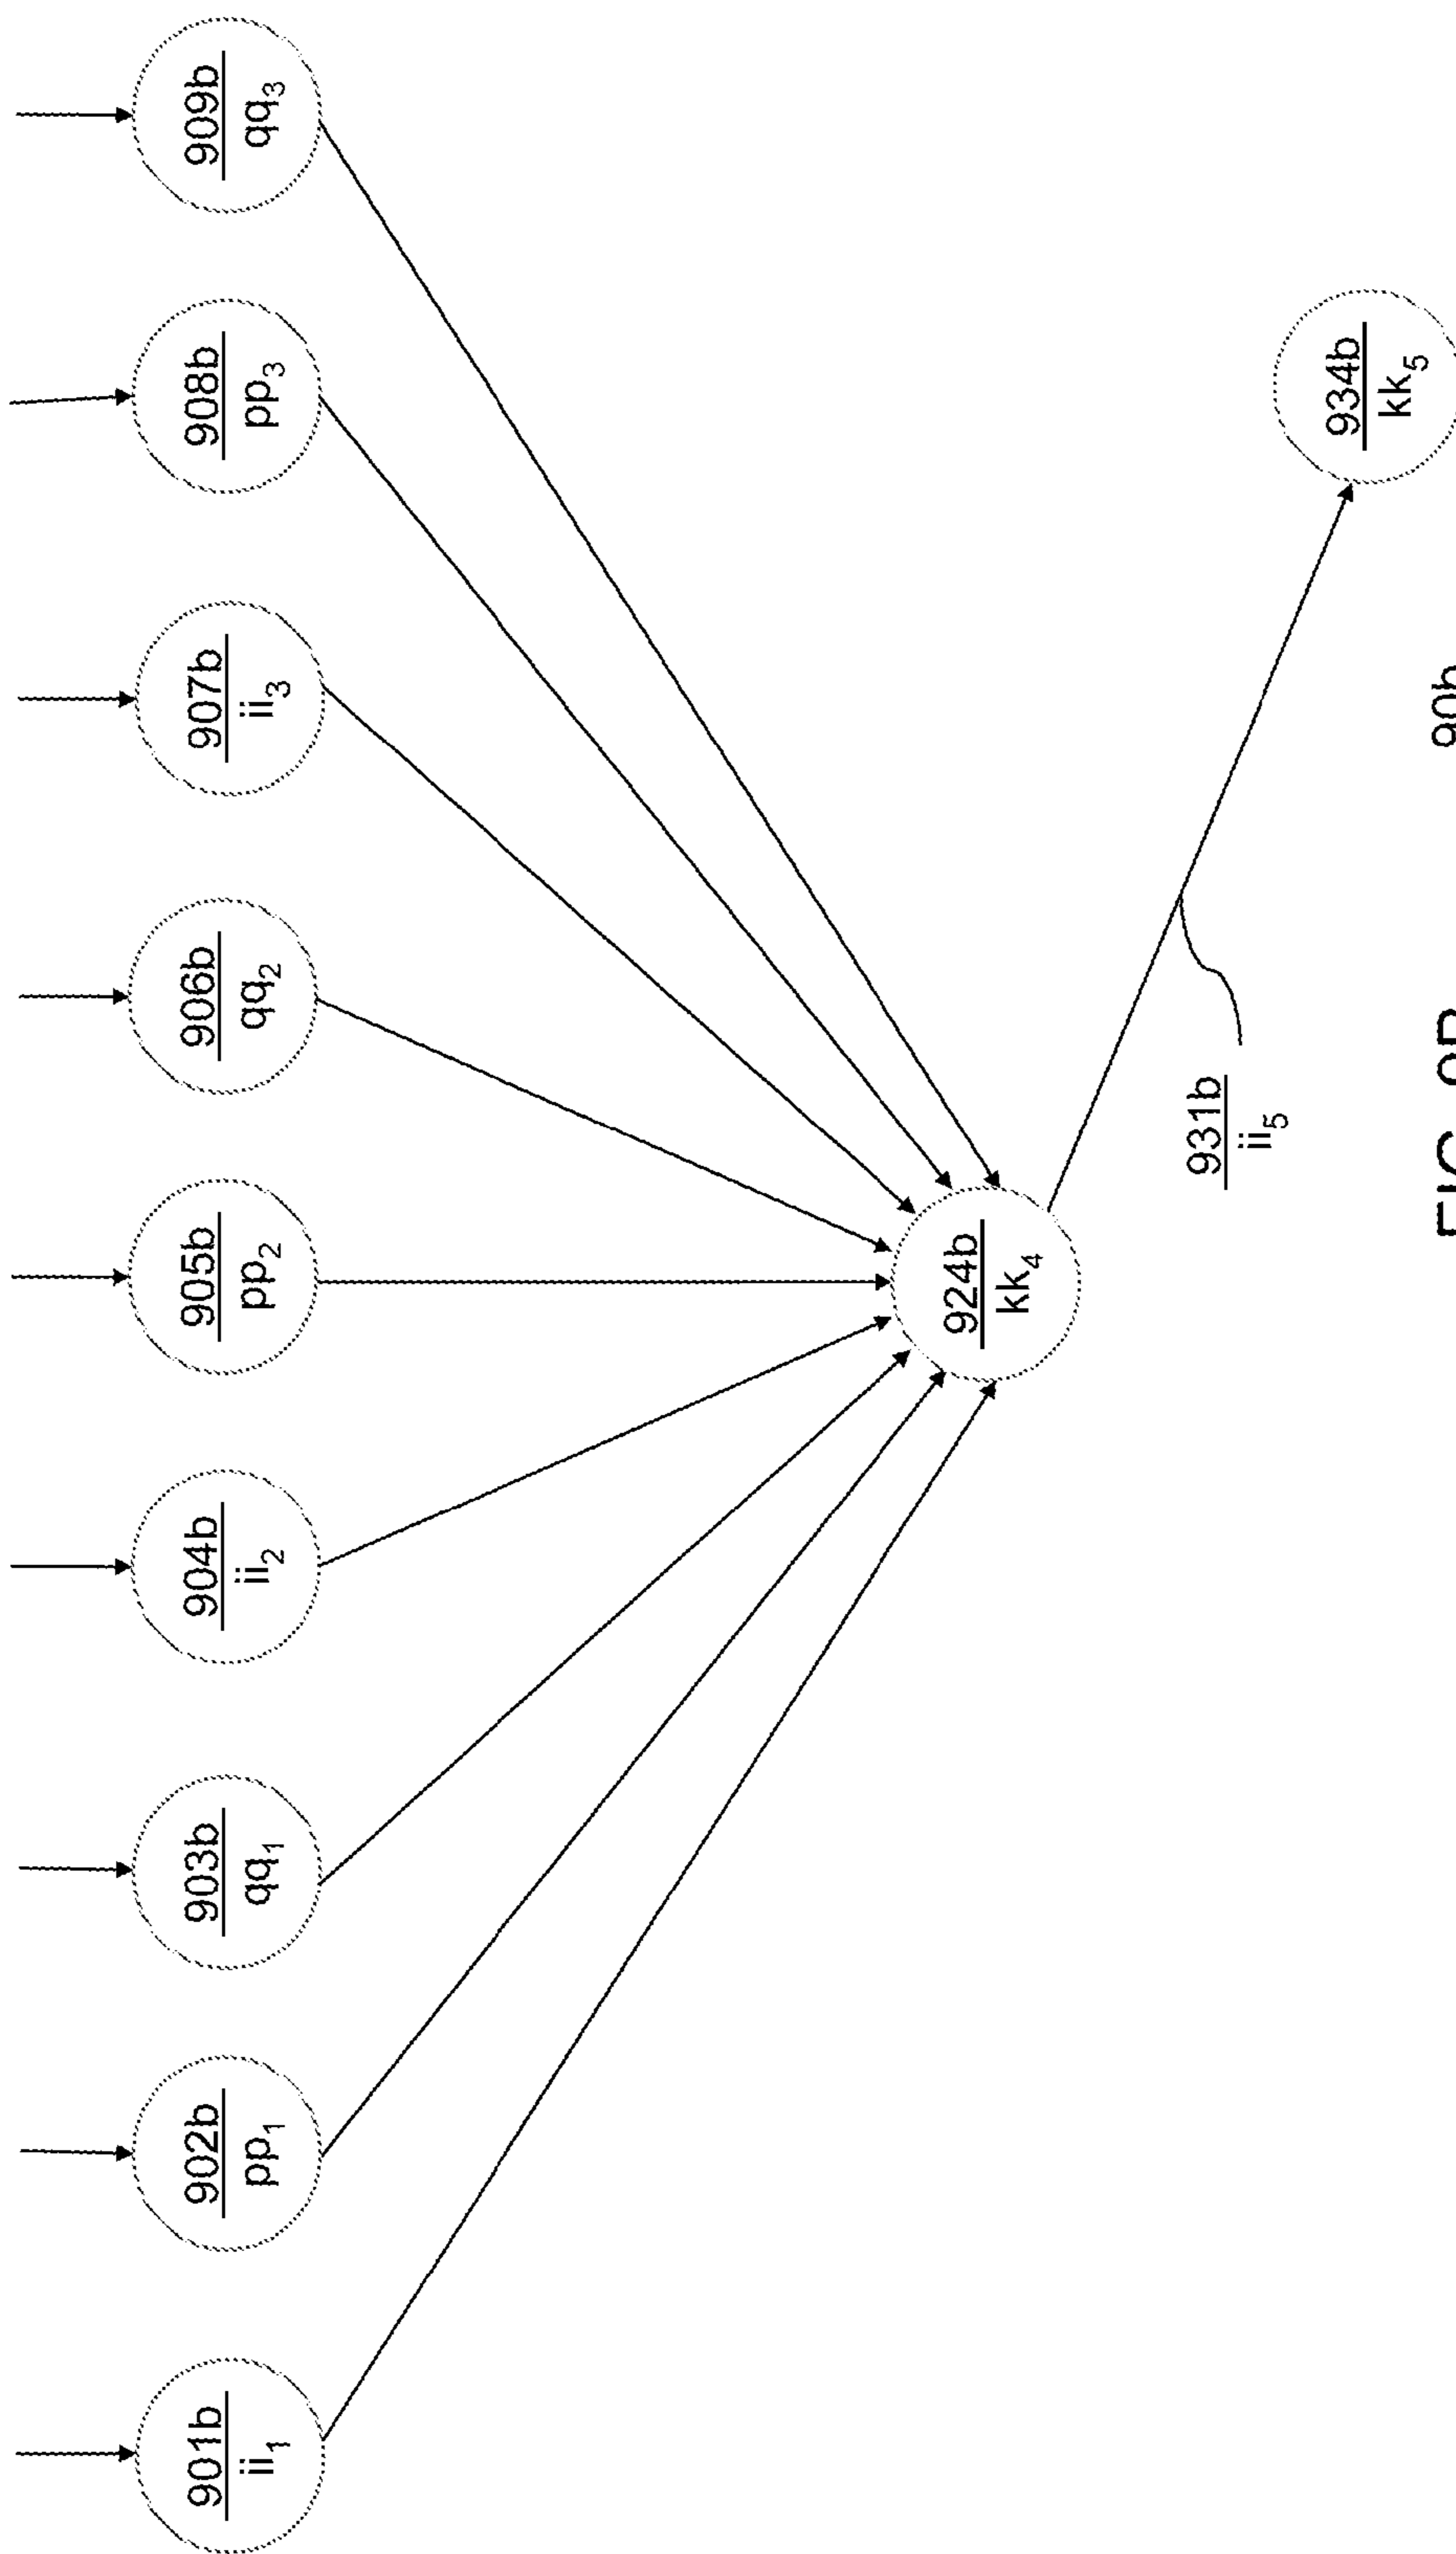 901b
ii₁
902b
pp₁
903b
qq₁
904b
ii₂
905b
pp₂
906b
qq₂
907b
ii₃
908b
pp₃
909b
qq₃
924b
kk₄
931b
ii₅
934b
kk₅
90b